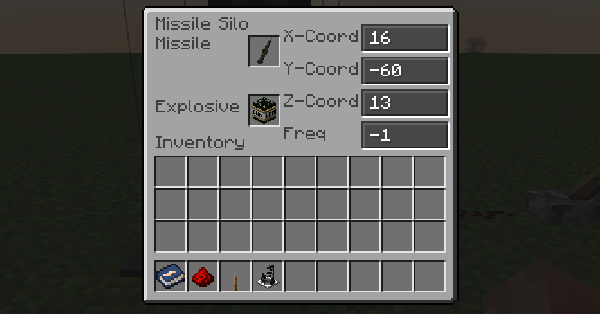 Missile Silo
Missile
X-Coord 16
Y-Coord -60
Explosive
Z-Coord 13
Freq -1
Inventory